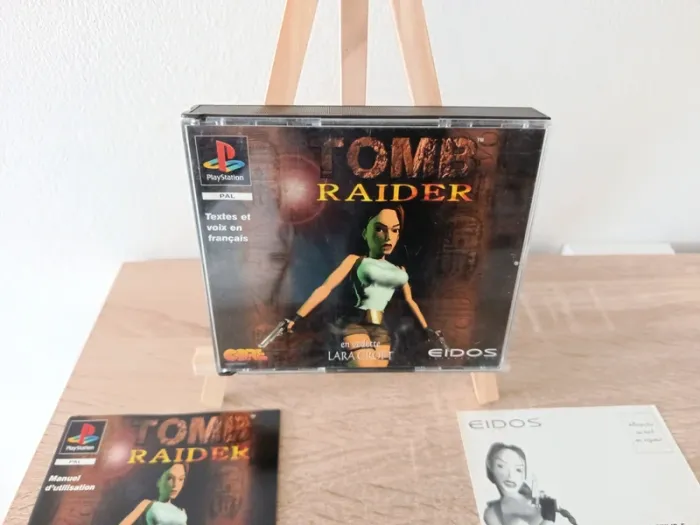 PlayStation
PAL
Textes et
voix en
français
TOMB
RAIDER
CORE
en vedette
LARA CROFT
EIDOS
PlayStation
PAL
Manuel
d'utilisation
TOMB
RAIDER
EIDOS